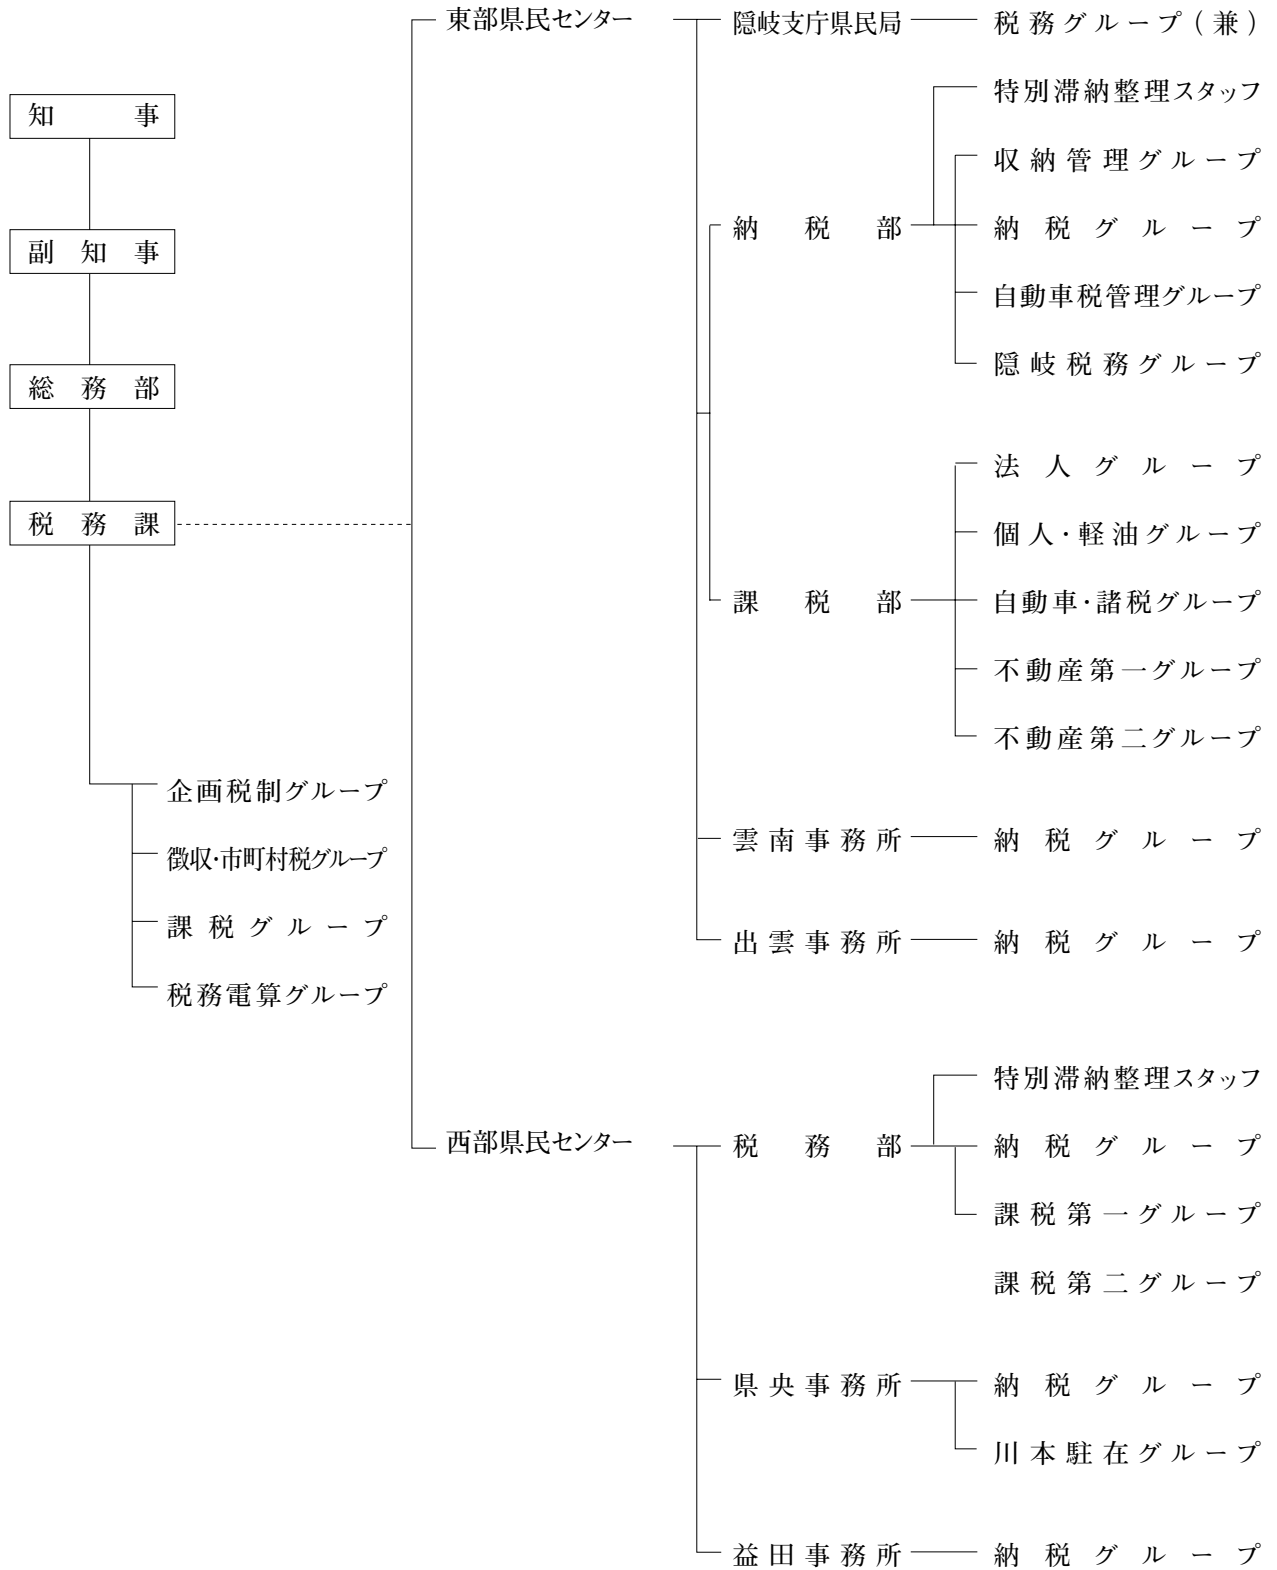 知事
副知事
総務部
税務課
企画税制グループ
徴収・市町村税グループ
課税グループ
税務電算グループ
東部県民センター
隠岐支庁県民局
税務グループ(兼)
納税部
特別滞納整理スタッフ
収納管理グループ
納税グループ
自動車税管理グループ
隠岐税務グループ
課税部
法人グループ
個人・軽油グループ
自動車・諸税グループ
不動産第一グループ
不動産第二グループ
雲南事務所
納税グループ
出雲事務所
納税グループ
西部県民センター
税務部
特別滞納整理スタッフ
納税グループ
課税第一グループ
課税第二グループ
県央事務所
納税グループ
川本駐在グループ
益田事務所
納税グループ